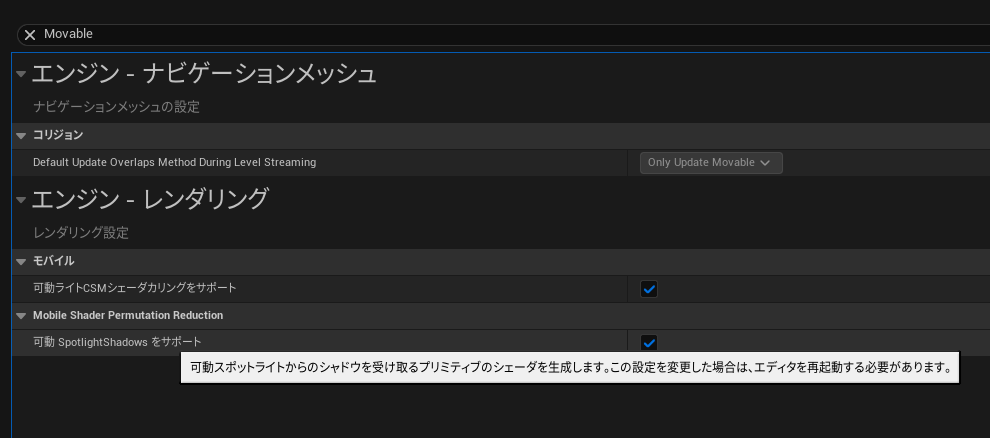 Movable
エンジン - ナビゲーションメッシュ
ナビゲーションメッシュの設定
コリジョン
Default Update Overlaps Method During Level Streaming
Only Update Movable
エンジン - レンダリング
レンダリング設定
モバイル
可動ライトCSMシェーダカリングをサポート
Mobile Shader Permutation Reduction
可動 SpotlightShadows をサポート
可動スポットライトからのシャドウを受け取るプリミティブのシェーダを生成します。この設定を変更した場合は、エディタを再起動する必要があります。